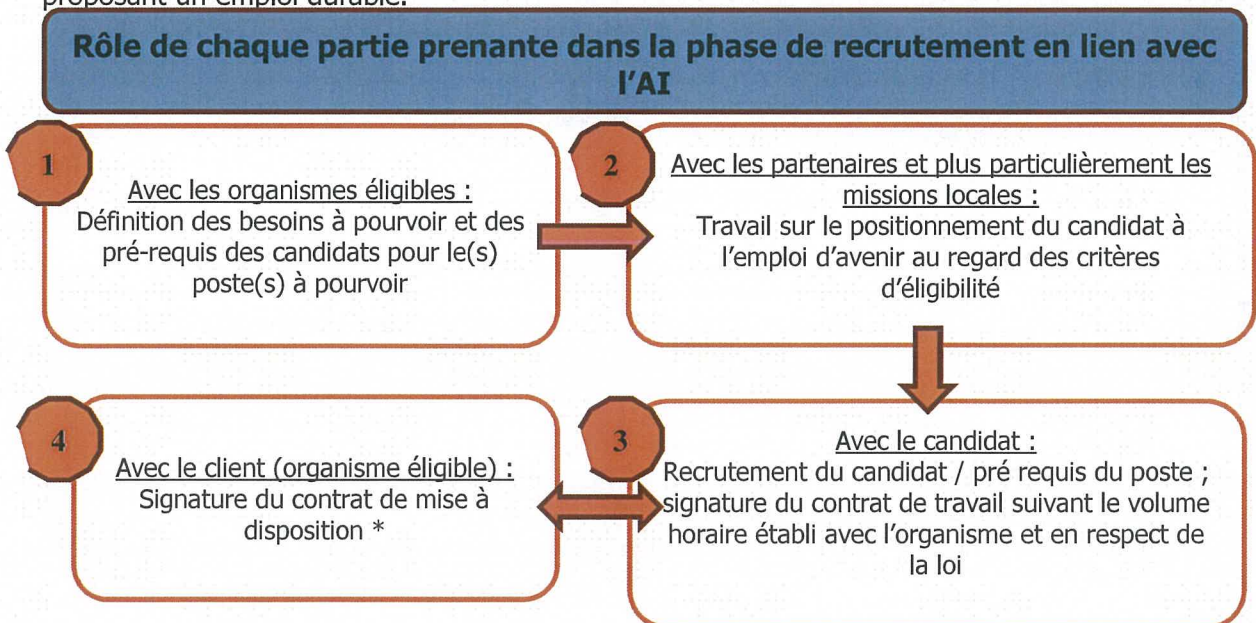 proposant un emploi durable.
Rôle de chaque partie prenante dans la phase de recrutement en lien avec
l'AI
1
Avec les organismes éligibles :
Définition des besoins à pourvoir et des
pré-requis des candidats pour le(s)
poste(s) à pourvoir
2
Avec les partenaires et plus particulièrement les
missions locales :
Travail sur le positionnement du candidat à
l'emploi d'avenir au regard des critères
d'éligibilité
3
Avec le candidat :
Recrutement du candidat / pré requis du poste ;
signature du contrat de travail suivant le volume
horaire établi avec l'organisme et en respect de
la loi
4
Avec le client (organisme éligible) :
Signature du contrat de mise à
disposition *